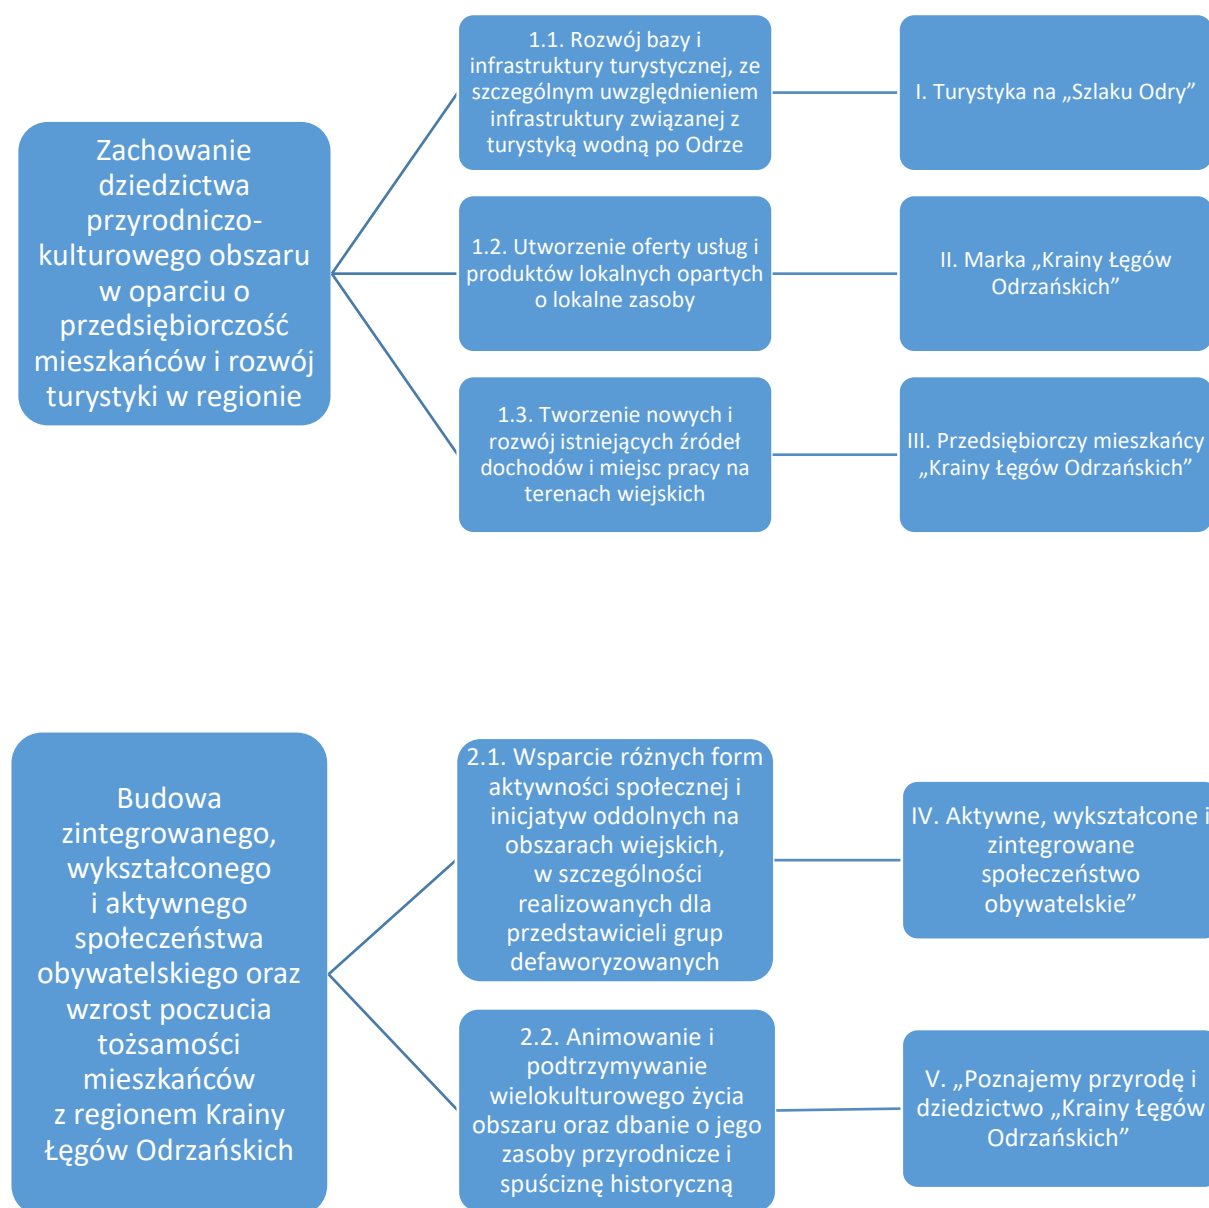 Zachowanie
dziedzictwa
przyrodniczo-
kulturowego obszaru
w oparciu o
przedsiębiorczość
mieszkańców i rozwój
turystyki w regionie
1.1. Rozwój bazy i
infrastruktury turystycznej, ze
szczególnym uwzględnieniem
infrastruktury związanej z
turystyką wodną po Odrze
I. Turystyka na „Szlaku Odry”
1.2. Utworzenie oferty usług i
produktów lokalnych opartych
o lokalne zasoby
II. Marka „Krainy Łęgów
Odrzańskich”
1.3. Tworzenie nowych i
rozwój istniejących źródeł
dochodów i miejsc pracy na
terenach wiejskich
III. Przedsiębiorczy mieszkańcy
„Krainy Łęgów Odrzańskich”
Budowa
zintegrowanego,
wykształconego
i aktywnego
społeczeństwa
obywatelskiego oraz
wzrost poczucia
tożsamości
mieszkańców
z regionem Krainy
Łęgów Odrzańskich
2.1. Wsparcie różnych form
aktywności społecznej i
inicjatyw oddolnych na
obszarach wiejskich,
w szczególności
realizowanych dla
przedstawicieli grup
defaworyzowanych
IV. Aktywne, wykształcone i
zintegrowane
społeczeństwo
obywatelskie”
2.2. Animowanie i
podtrzymywanie
wielokulturowego życia
obszaru oraz dbanie o jego
zasoby przyrodnicze i
spuściznę historyczną
V. „Poznajemy przyrodę i
dziedzictwo „Krainy Łęgów
Odrzańskich”